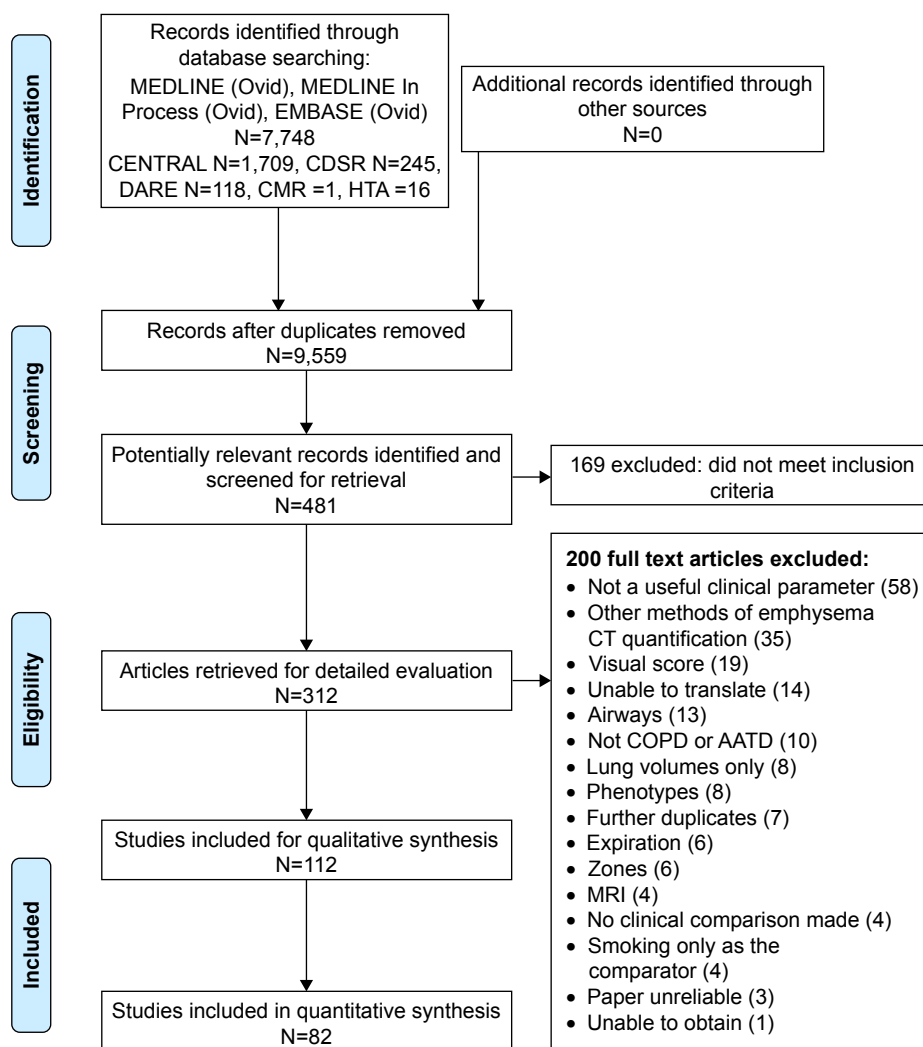 Identification
Records identified through
database searching:
MEDLINE (Ovid), MEDLINE In
Process (Ovid), EMBASE (Ovid)
N=7,748
CENTRAL N=1,709, CDSR N=245,
DARE N=118, CMR =1, HTA =16
Additional records identified through
other sources
N=0
Screening
Records after duplicates removed
N=9,559
Potentially relevant records identified and
screened for retrieval
N=481
169 excluded: did not meet inclusion
criteria
Eligibility
Articles retrieved for detailed evaluation
N=312
200 full text articles excluded:
• Not a useful clinical parameter (58)
• Other methods of emphysema
CT quantification (35)
• Visual score (19)
• Unable to translate (14)
• Airways (13)
• Not COPD or AATD (10)
• Lung volumes only (8)
• Phenotypes (8)
• Further duplicates (7)
• Expiration (6)
• Zones (6)
• MRI (4)
• No clinical comparison made (4)
• Smoking only as the
comparator (4)
• Paper unreliable (3)
• Unable to obtain (1)
Included
Studies included for qualitative synthesis
N=112
Studies included in quantitative synthesis
N=82